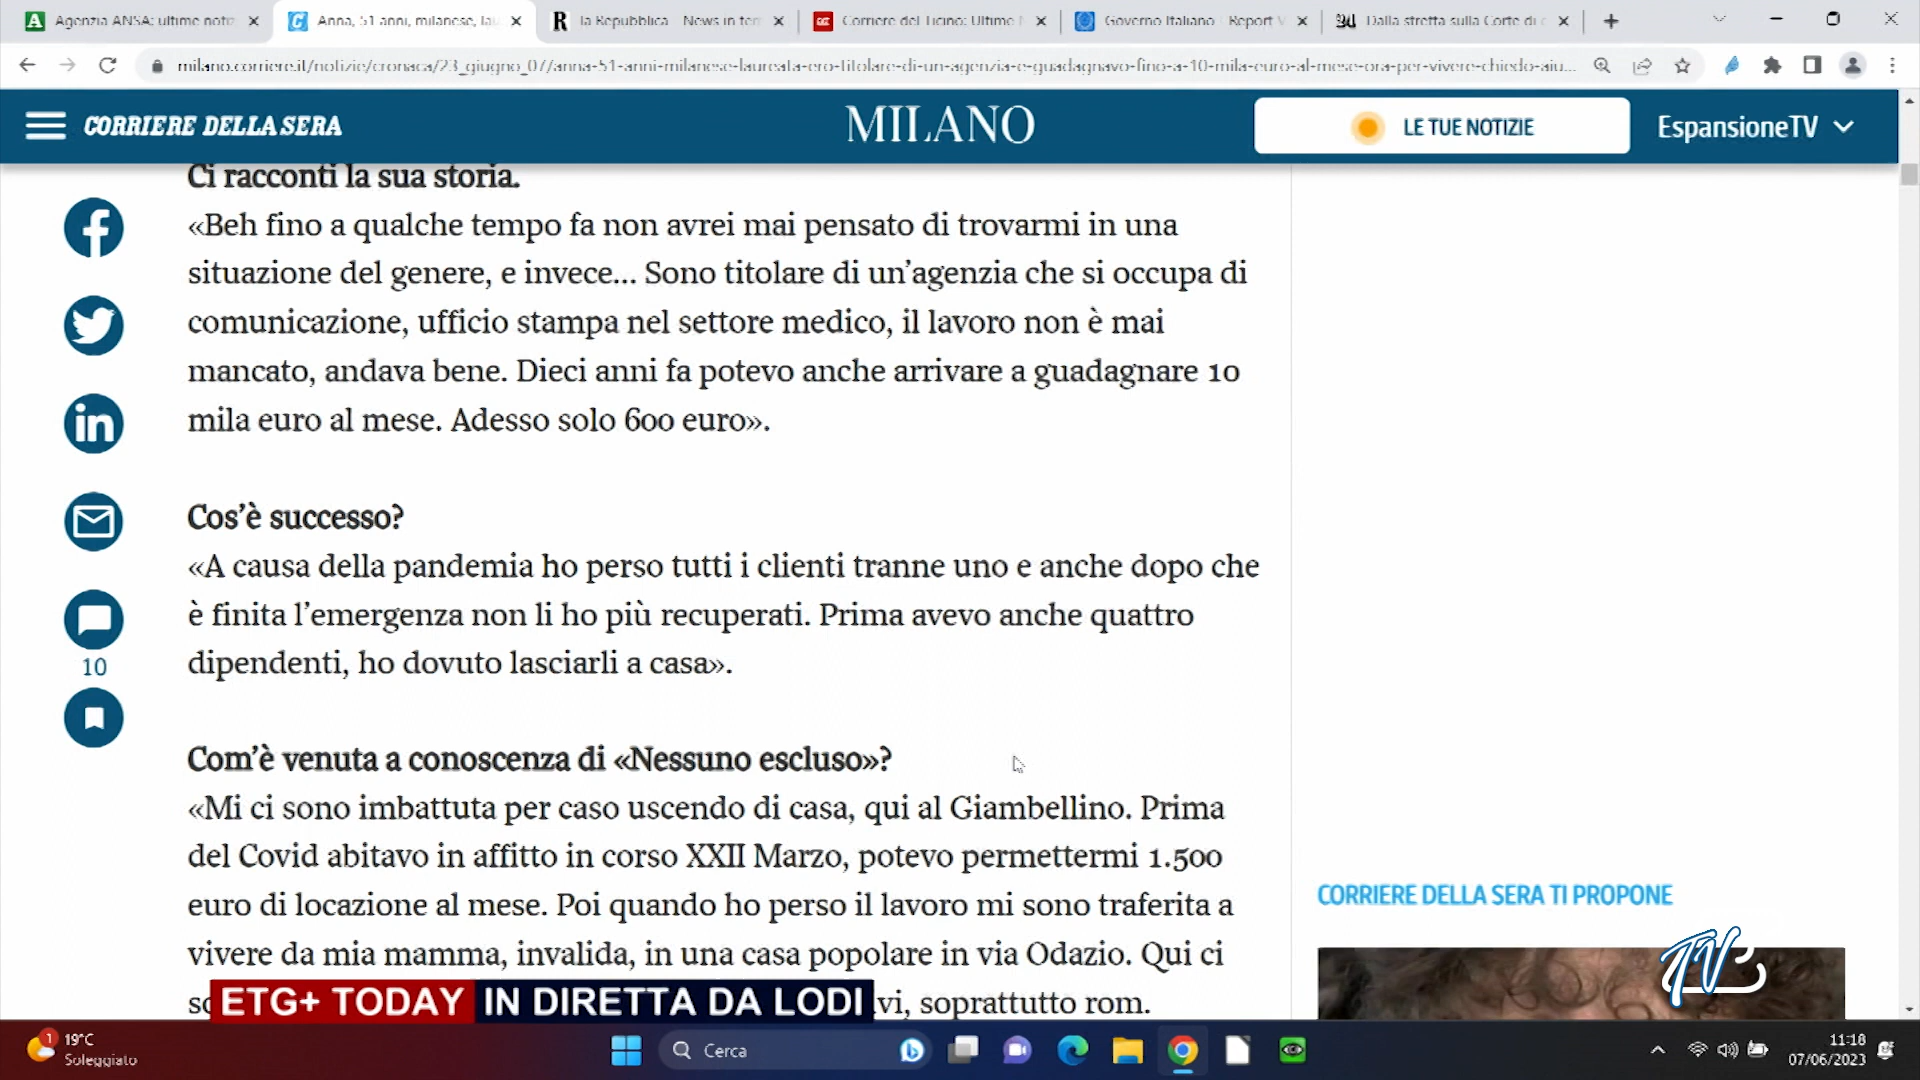 Agenzia ANSA: ultime noti
Anna, 51 anni, milanese, lau
la Repubblica - News in tem
Corriere del Ticino: Ultime N
Governo Italiano - Report V
Dalla stretta sulla Corte di c
milano.corriere.it/notizie/cronaca/23_giugno_07/anna-51-anni-milanese-laureata-ero-titolare-di-un-agenzia-e-guadagnavo-fino-a-10-mila-euro-al-mese-ora-per-vivere-chiedo-aiu...
CORRIERE DELLA SERA
MILANO
LE TUE NOTIZIE
EspansioneTV
Ci racconti la sua storia.
«Beh fino a qualche tempo fa non avrei mai pensato di trovarmi in una
situazione del genere, e invece... Sono titolare di un'agenzia che si occupa di
comunicazione, ufficio stampa nel settore medico, il lavoro non è mai
mancato, andava bene. Dieci anni fa potevo anche arrivare a guadagnare 10
mila euro al mese. Adesso solo 600 euro».
Cos'è successo?
«A causa della pandemia ho perso tutti i clienti tranne uno e anche dopo che
è finita l'emergenza non li ho più recuperati. Prima avevo anche quattro
dipendenti, ho dovuto lasciarli a casa».
10
Com'è venuta a conoscenza di «Nessuno escluso»?
«Mi ci sono imbattuta per caso uscendo di casa, qui al Giambellino. Prima
del Covid abitavo in affitto in corso XXII Marzo, potevo permettermi 1.500
euro di locazione al mese. Poi quando ho perso il lavoro mi sono traferita a
vivere da mia mamma, invalida, in una casa popolare in via Odazio. Qui ci
vi, soprattutto rom.
CORRIERE DELLA SERA TI PROPONE
TV
ETG+ TODAY IN DIRETTA DA LODI
1
19°C
Soleggiato
Cerca
11:18
07/06/2023